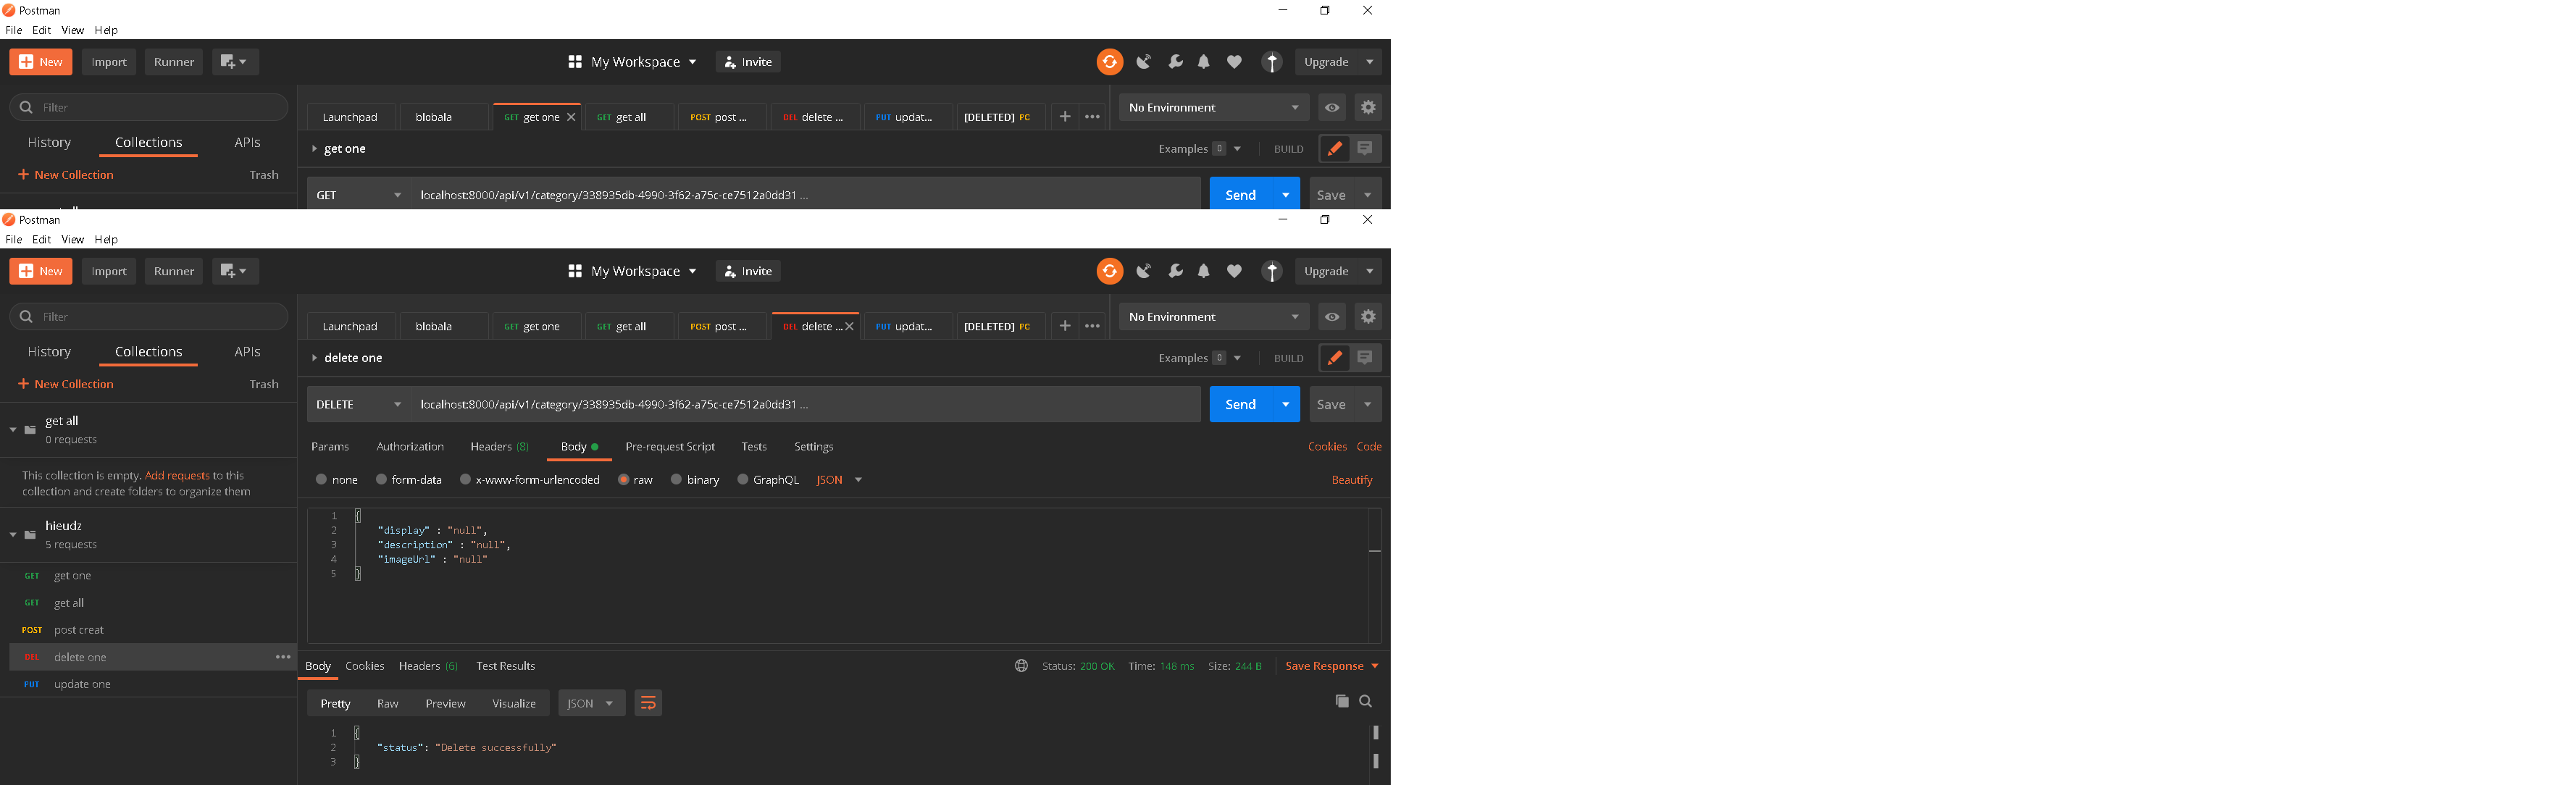 Postman
File Edit View Help
New Import Runner My Workspace Invite Upgrade
Filter
Launchpad blobala GET get one GET get all POST post ... DEL delete ... PUT updat... [DELETED] PC No Environment
History Collections APIs
get one Examples 0 BUILD
+ New Collection Trash
GET localhost:8000/api/v1/category/338935db-4990-3f62-a75c-ce7512a0dd31 ... Send Save
Postman
File Edit View Help
New Import Runner My Workspace Invite Upgrade
Filter
Launchpad blobala GET get one GET get all POST post ... DEL delete ... PUT updat... [DELETED] PC No Environment
History Collections APIs
delete one Examples 0 BUILD
+ New Collection Trash
DELETE localhost:8000/api/v1/category/338935db-4990-3f62-a75c-ce7512a0dd31 ... Send Save
get all
0 requests
This collection is empty. Add requests to this
collection and create folders to organize them
hieudz
5 requests
GET get one
GET get all
POST post creat
DEL delete one
PUT update one
Params Authorization Headers (8) Body Pre-request Script Tests Settings Cookies Code
none form-data x-www-form-urlencoded raw binary GraphQL JSON Beautify
1 {
2 "display" : "null",
3 "description" : "null",
4 "imageUrl" : "null"
5 }
Body Cookies Headers (6) Test Results Status: 200 OK Time: 148 ms Size: 244 B Save Response
Pretty Raw Preview Visualize JSON
1 {
2 "status": "Delete successfully"
3 }